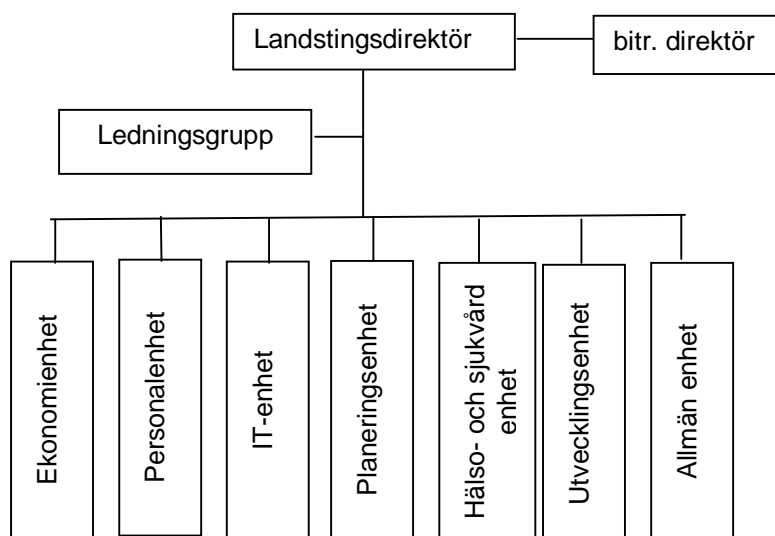 Landstingsdirektör
bitr. direktör
Ledningsgrupp
Ekonomienhet
Personalenhet
IT-enhet
Planeringsenhet
Hälso- och sjukvård
enhet
Utvecklingsenhet
Allmän enhet